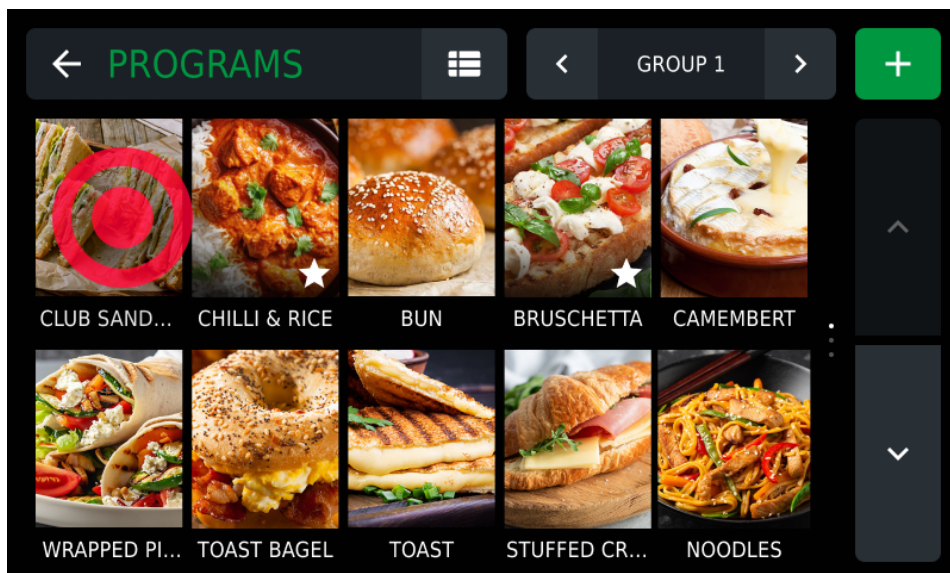 PROGRAMS
GROUP 1
CLUB SAND...
CHILLI & RICE
BUN
BRUSCHETTA
CAMEMBERT
WRAPPED PI...
TOAST BAGEL
TOAST
STUFFED CR...
NOODLES